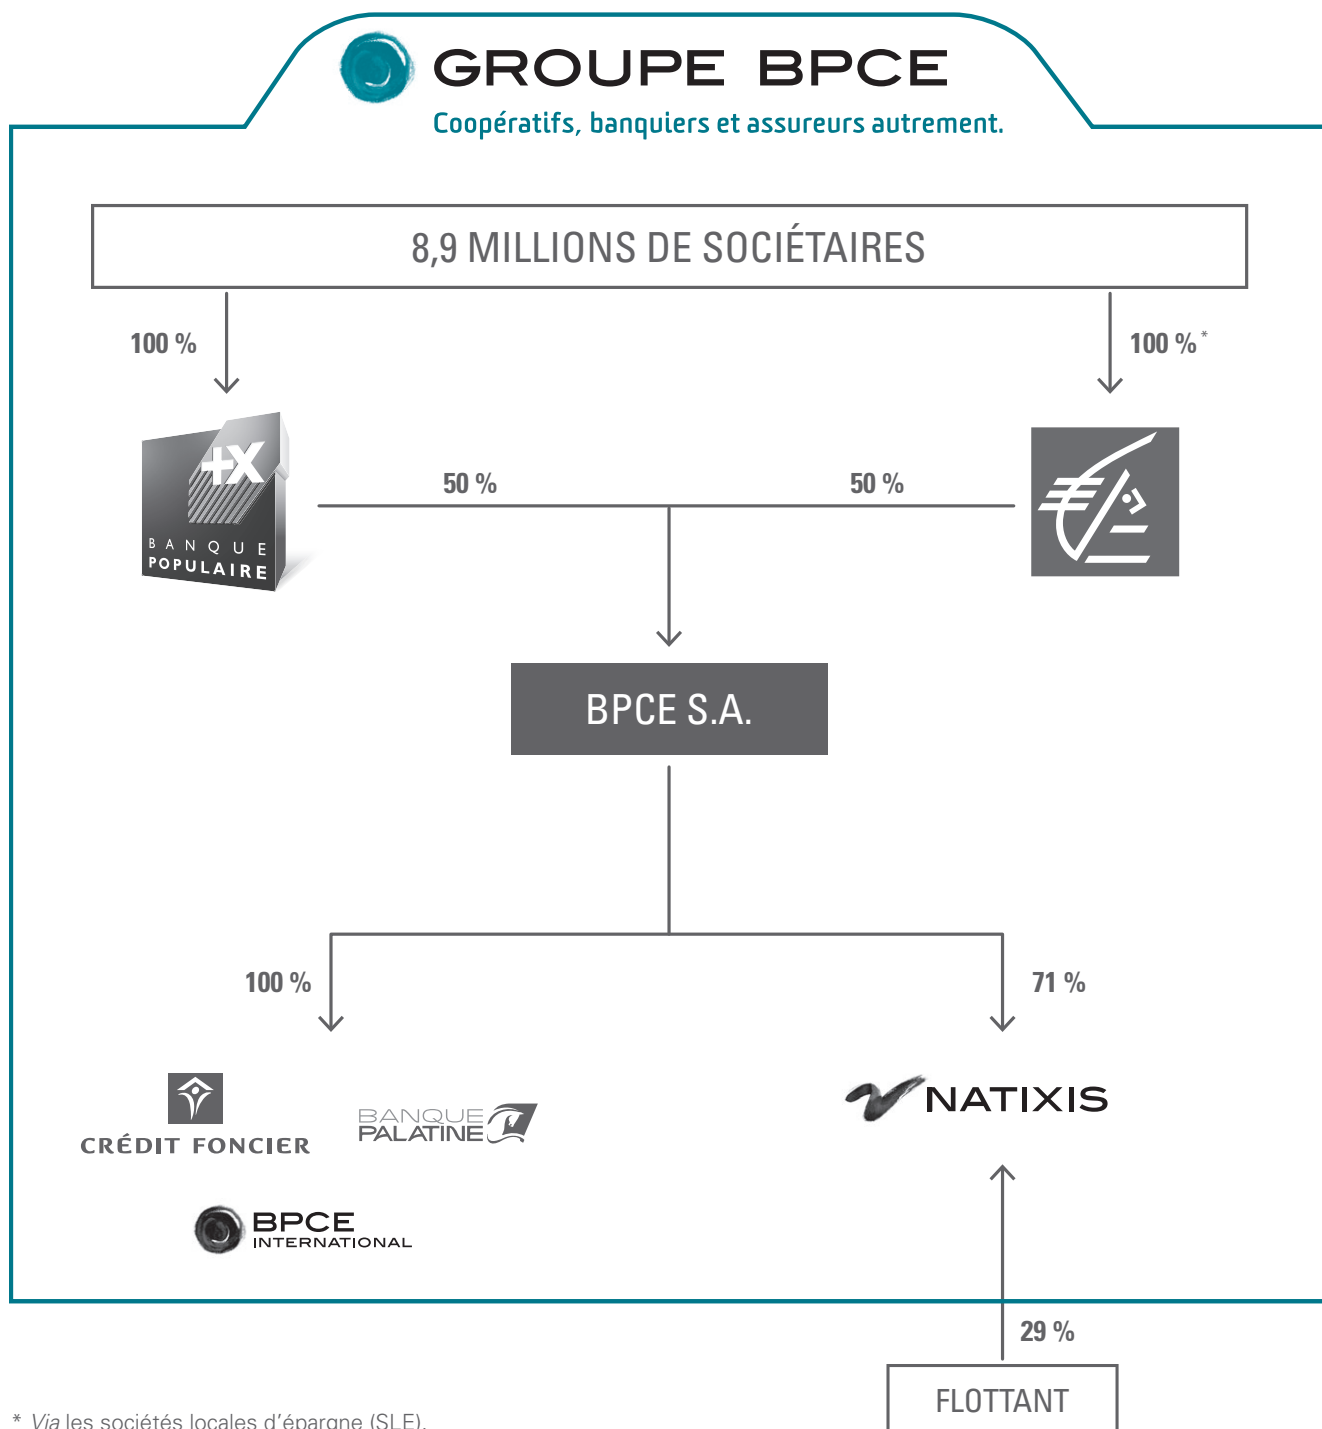 GROUPE BPCE
Coopératifs, banquiers et assureurs autrement.
8,9 MILLIONS DE SOCIÉTAIRES
100 %
100 % *
+X
BANQUE
POPULAIRE
50 %
50 %
BPCE S.A.
100 %
71 %
CRÉDIT FONCIER
BANQUE
PALATINE
NATIXIS
BPCE
INTERNATIONAL
29 %
FLOTTANT
* Via les sociétés locales d'épargne (SLE).